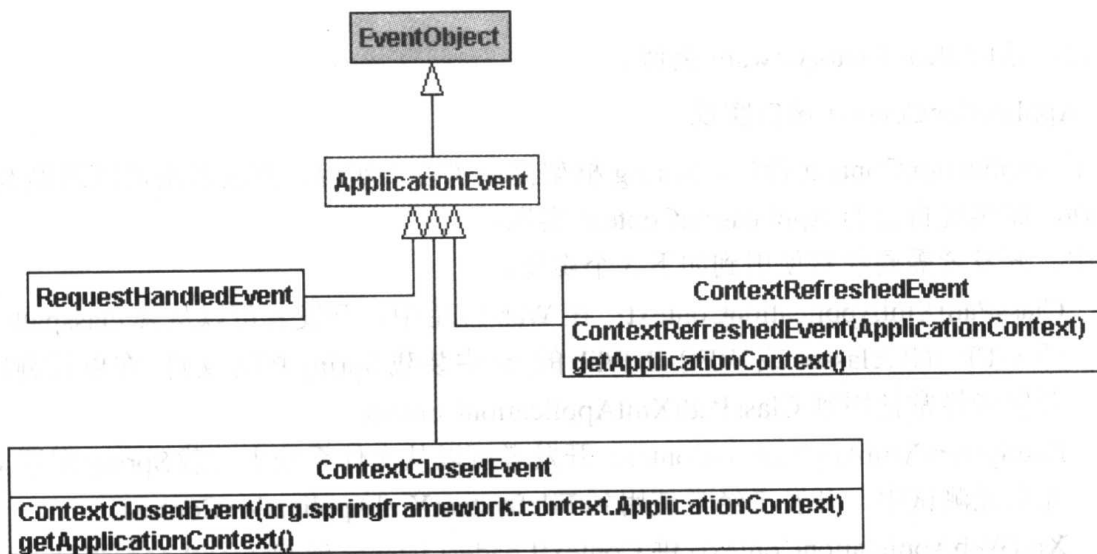 EventObject
ApplicationEvent
RequestHandledEvent
ContextRefreshedEvent
ContextRefreshedEvent(ApplicationContext)
getApplicationContext()
ContextClosedEvent
ContextClosedEvent(org.springframework.context.ApplicationContext)
getApplicationContext()